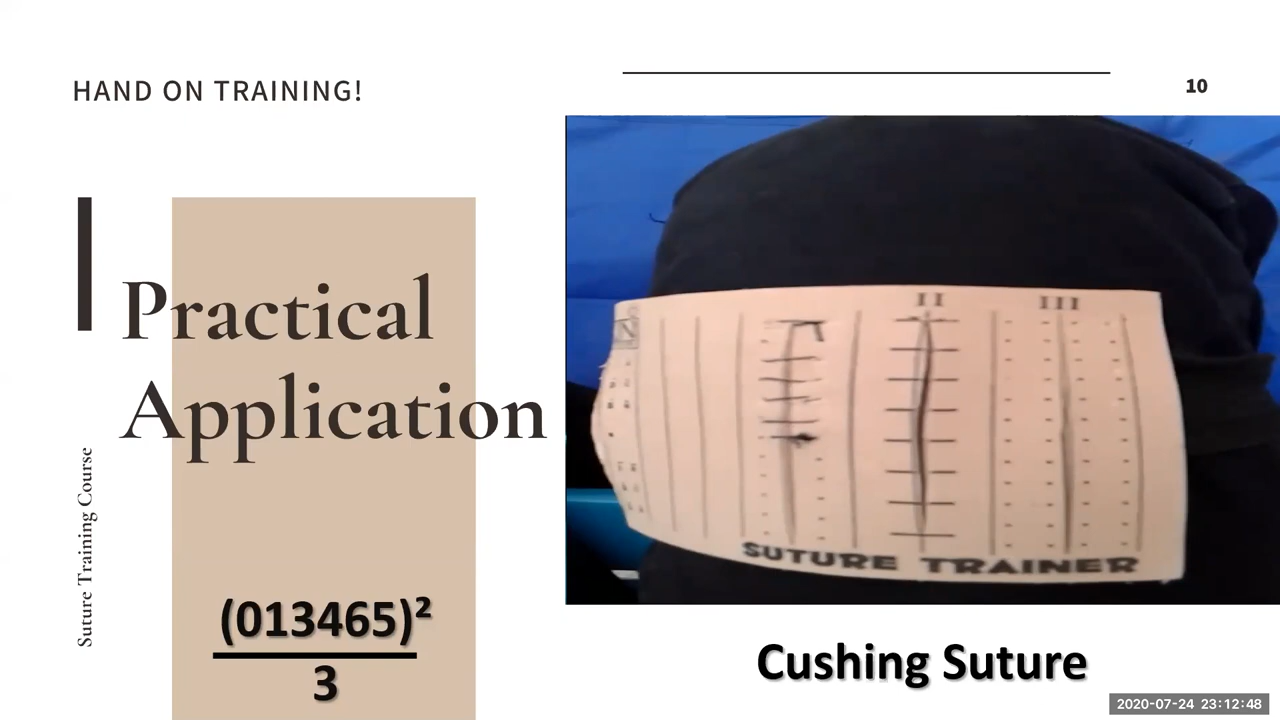 HAND ON TRAINING!
10
Practical
Application
Suture Training Course
(013465)²
3
II
III
SUTURE TRAINER
Cushing Suture
2020-07-24 23:12:48